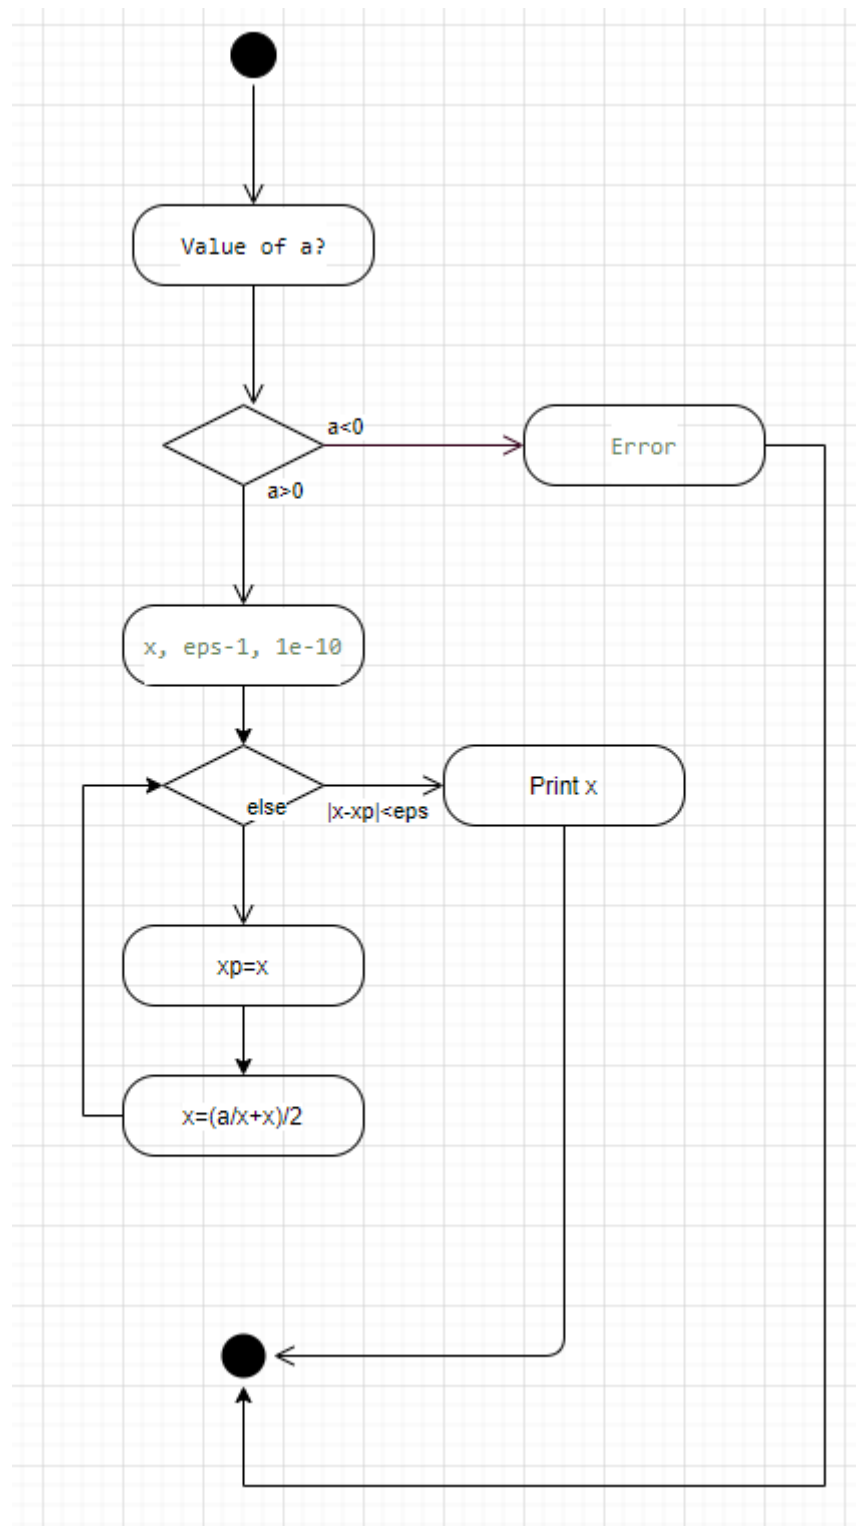 Value of a?
a<0
Error
a>0
x, eps-1, 1e-10
else
|x-xp|<eps
Print x
xp=x
x=(a/x+x)/2